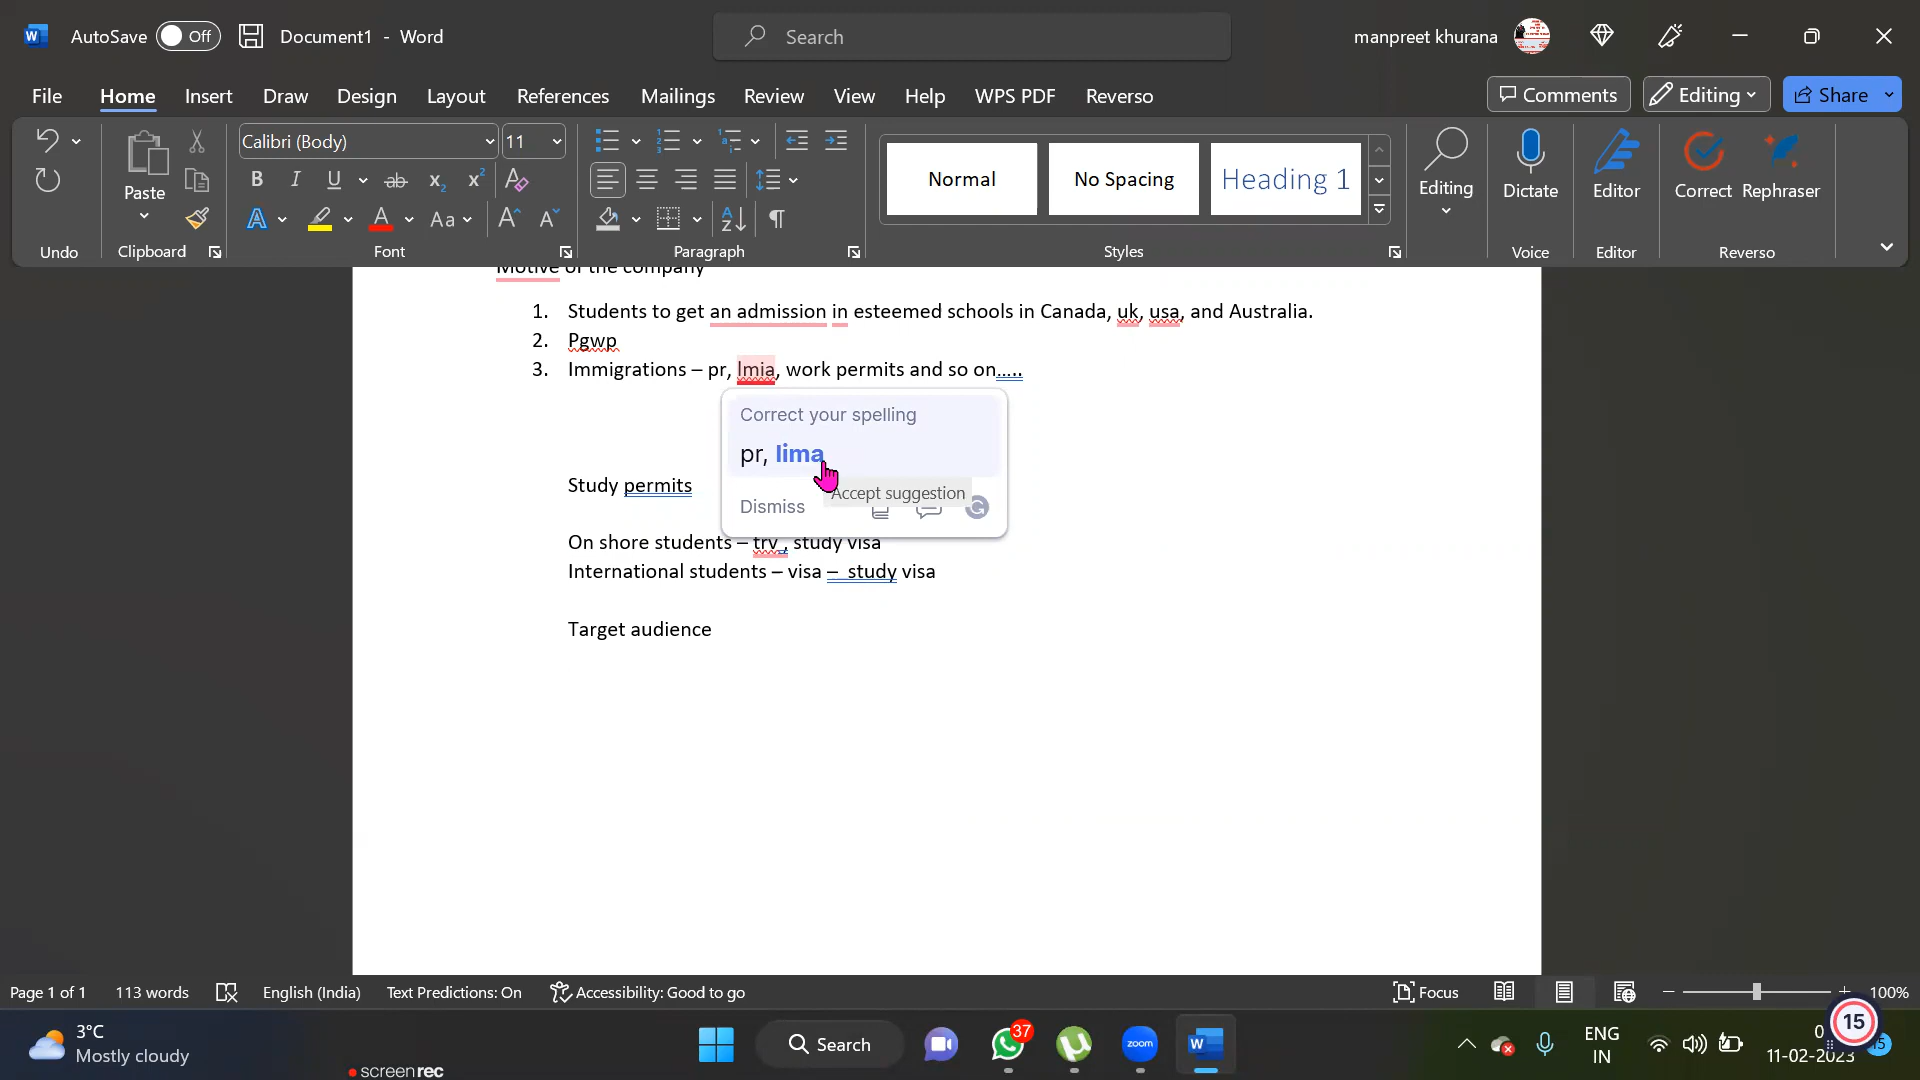 AutoSave Off Document1 - Word Search manpreet khurana
File Home Insert Draw Design Layout References Mailings Review View Help WPS PDF Reverso Comments Editing Share
Calibri (Body) 11
Paste
Normal No Spacing Heading 1
Editing Dictate Editor Correct Rephraser
Undo Clipboard Font Paragraph Styles Voice Editor Reverso
Motive of the company
1. Students to get an admission in esteemed schools in Canada, uk, usa, and Australia.
2. Pgwp
3. Immigrations – pr, lmia, work permits and so on.....
Correct your spelling
pr, lima
Accept suggestion
Dismiss
Study permits
On shore students – trv , study visa
International students – visa – study visa
Target audience
Page 1 of 1 113 words English (India) Text Predictions: On Accessibility: Good to go Focus 100%
3°C
Mostly cloudy
Search
37
zoom
ENG
IN
11-02-2023
15
screenrec